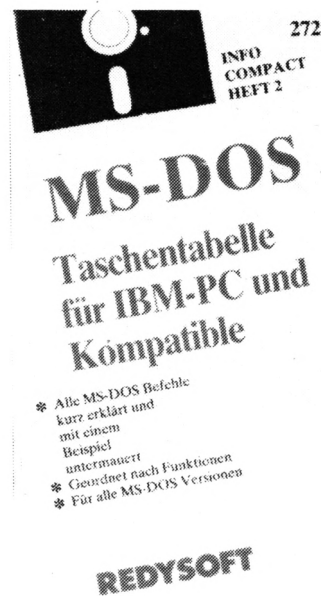 272
INFO
COMPACT
HEFT 2
MS-DOS
Taschentabelle
für IBM-PC und
Kompatible
* Alle MS-DOS Befehle
kurz erklärt und
mit einem
Beispiel
untermauert
* Geordnet nach Funktionen
* Für alle MS-DOS Versionen
REDYSOFT